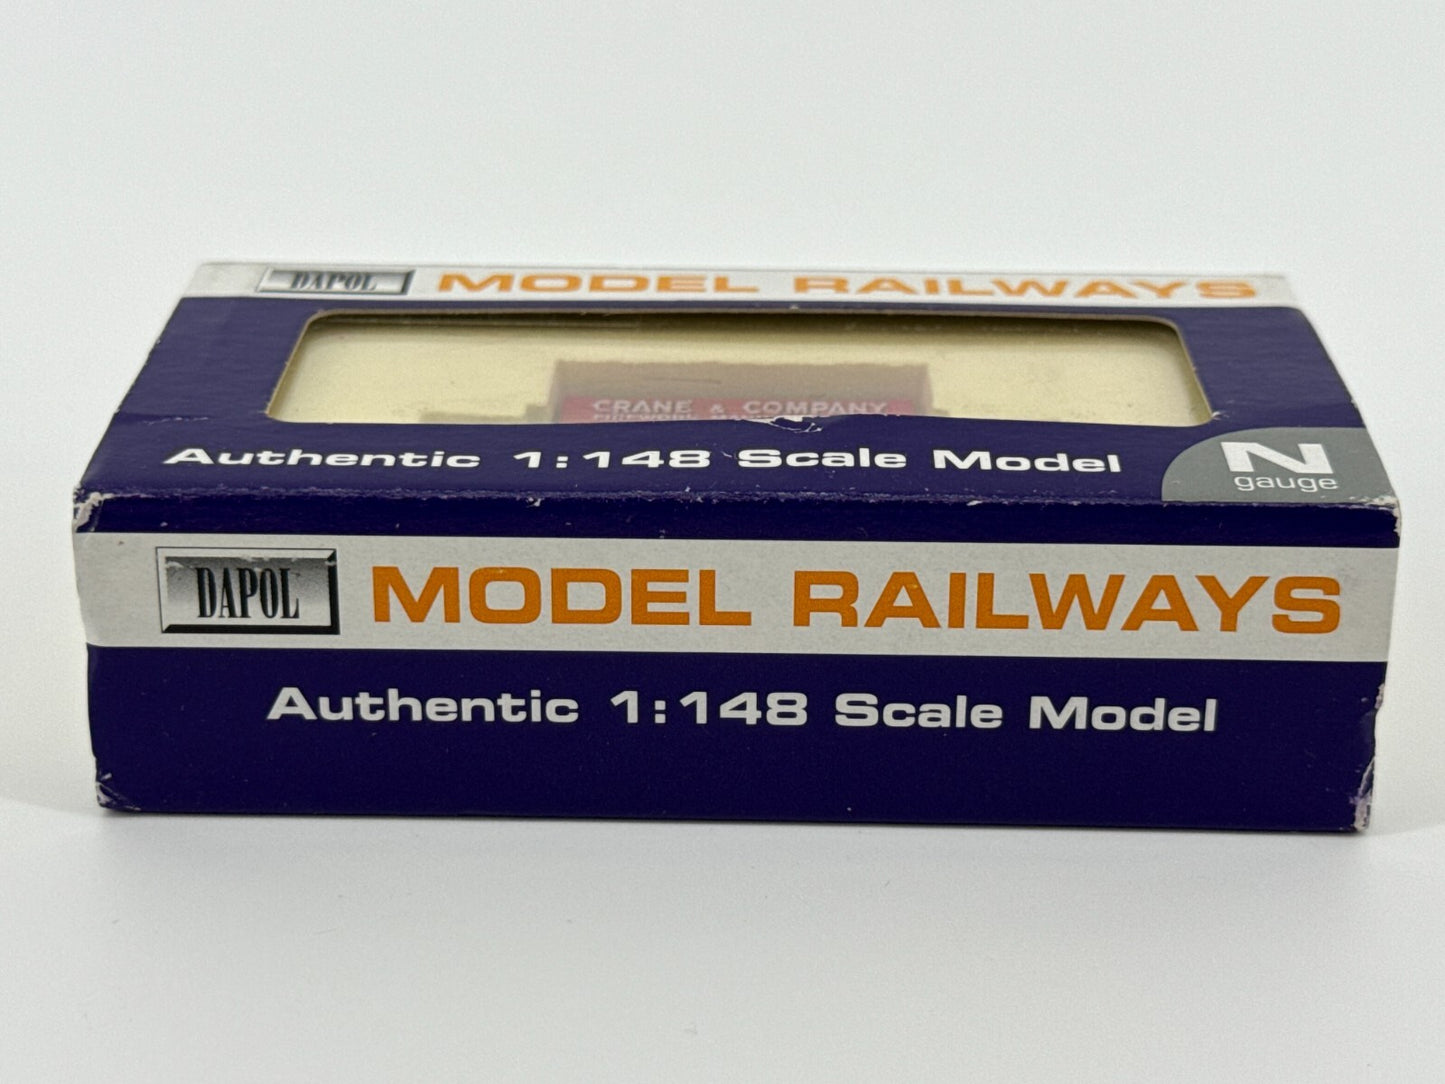 DAPOL MODEL RAILWAYS
CRANE & COMPANY
Authentic 1:148 Scale Model
N
gauge
DAPOL MODEL RAILWAYS
Authentic 1:148 Scale Model